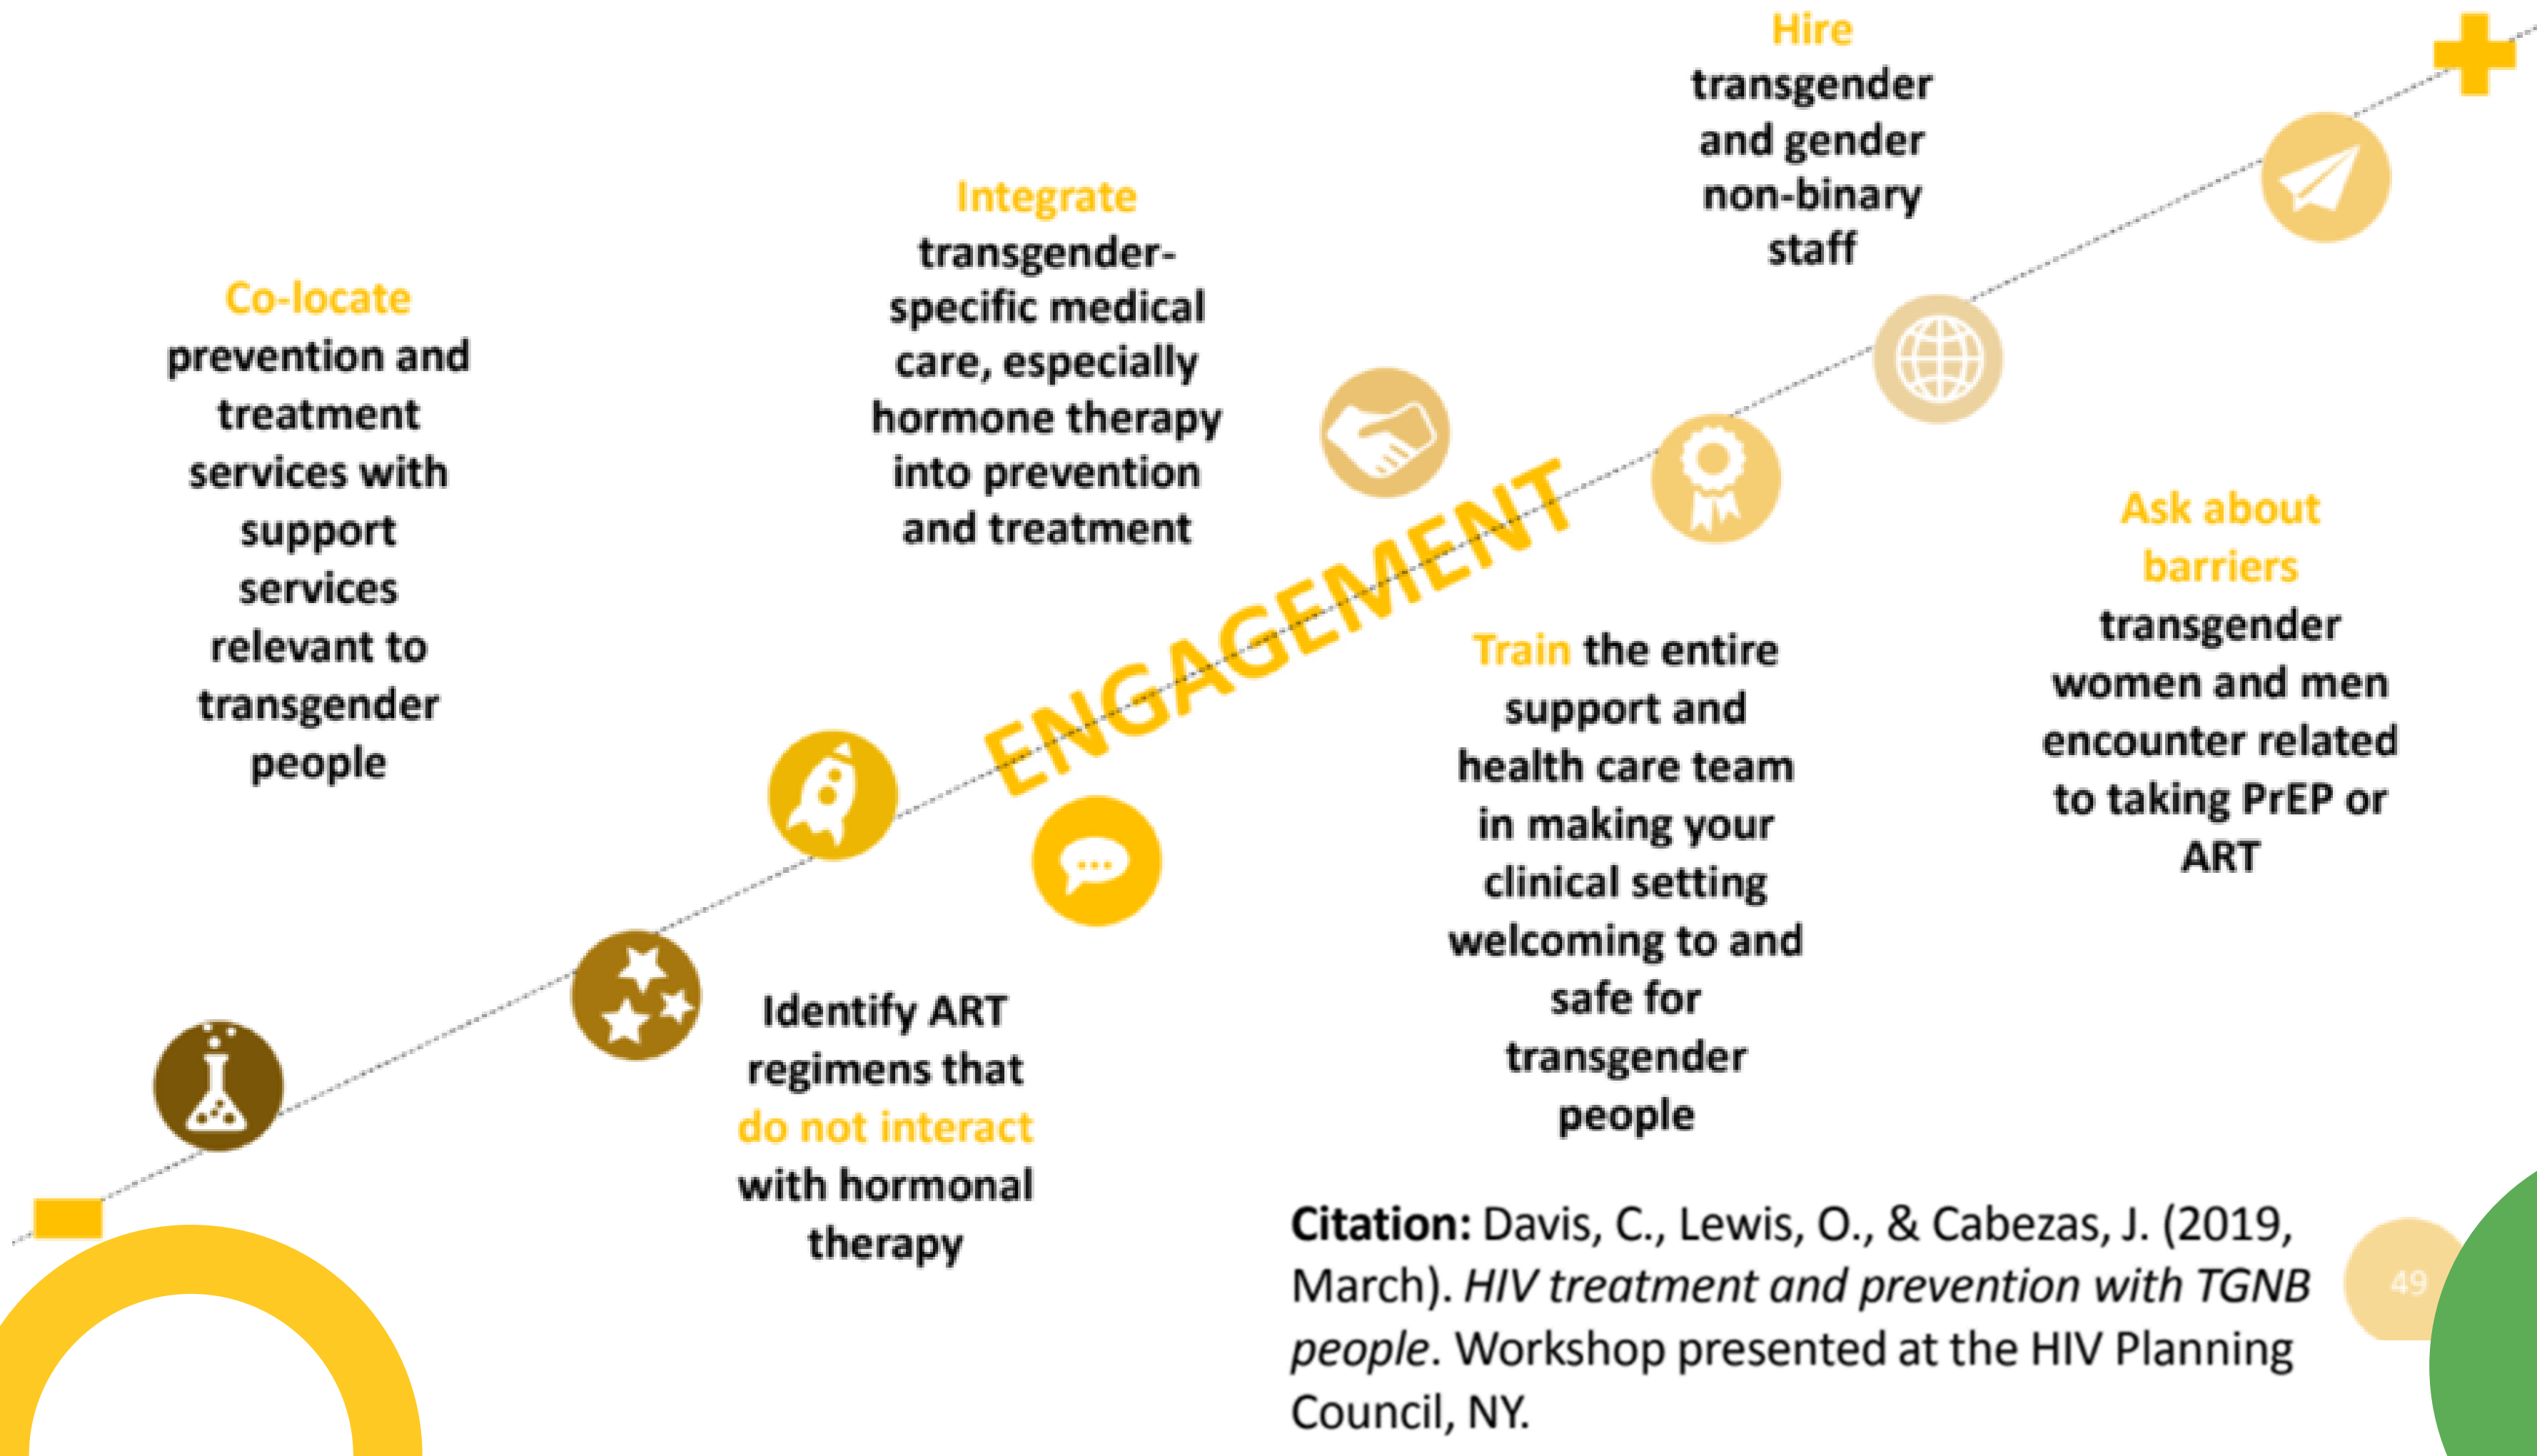 Co-locate
prevention and
treatment
services with
support
services
relevant to
transgender
people
Identify ART
regimens that
do not interact
with hormonal
therapy
Integrate
transgender-
specific medical
care, especially
hormone therapy
into prevention
and treatment
ENGAGEMENT
Train the entire
support and
health care team
in making your
clinical setting
welcoming to and
safe for
transgender
people
Hire
transgender
and gender
non-binary
staff
Ask about
barriers
transgender
women and men
encounter related
to taking PrEP or
ART
Citation: Davis, C., Lewis, O., & Cabezas, J. (2019,
March). HIV treatment and prevention with TGNB
people. Workshop presented at the HIV Planning
Council, NY.
49